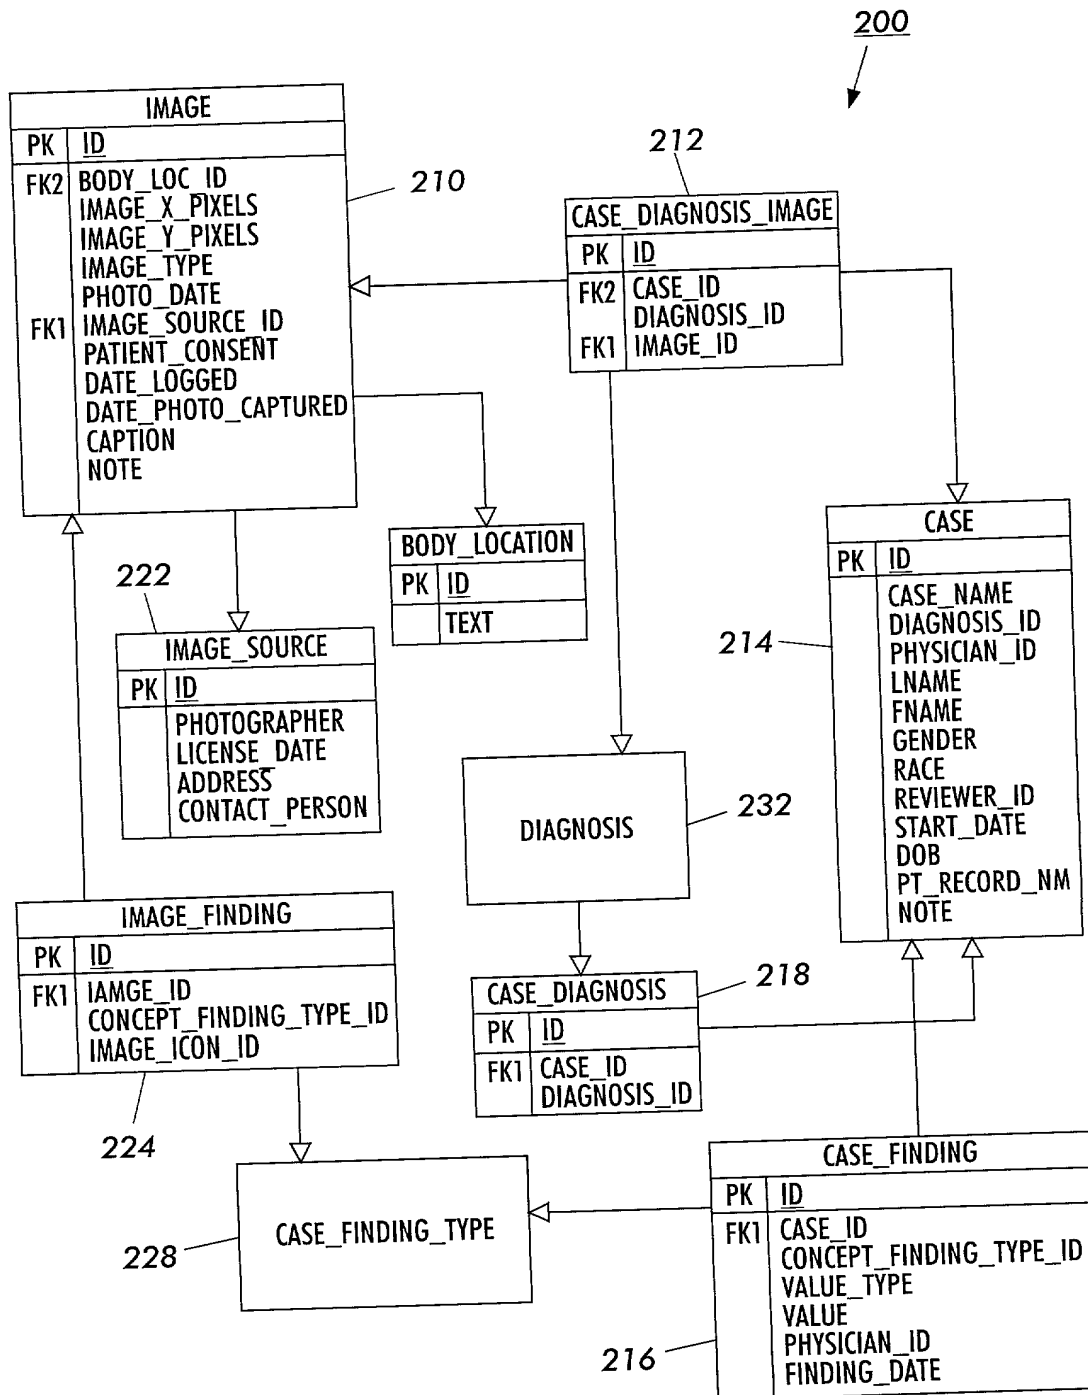 200
IMAGE
PK ID
FK2 BODY_LOC_ID
IMAGE_X_PIXELS
IMAGE_Y_PIXELS
IMAGE_TYPE
PHOTO_DATE
FK1 IMAGE_SOURCE_ID
PATIENT_CONSENT
DATE_LOGGED
DATE_PHOTO_CAPTURED
CAPTION
NOTE
210
212
CASE_DIAGNOSIS_IMAGE
PK ID
FK2 CASE_ID
DIAGNOSIS_ID
FK1 IMAGE_ID
BODY_LOCATION
PK ID
TEXT
222
IMAGE_SOURCE
PK ID
PHOTOGRAPHER
LICENSE_DATE
ADDRESS
CONTACT_PERSON
CASE
PK ID
CASE_NAME
DIAGNOSIS_ID
PHYSICIAN_ID
LNAME
FNAME
GENDER
RACE
REVIEWER_ID
START_DATE
DOB
PT_RECORD_NM
NOTE
214
DIAGNOSIS
232
IMAGE_FINDING
PK ID
FK1 IAMGE_ID
CONCEPT_FINDING_TYPE_ID
IMAGE_ICON_ID
224
CASE_DIAGNOSIS
PK ID
FK1 CASE_ID
DIAGNOSIS_ID
218
CASE_FINDING_TYPE
228
CASE_FINDING
PK ID
FK1 CASE_ID
CONCEPT_FINDING_TYPE_ID
VALUE_TYPE
VALUE
PHYSICIAN_ID
FINDING_DATE
216